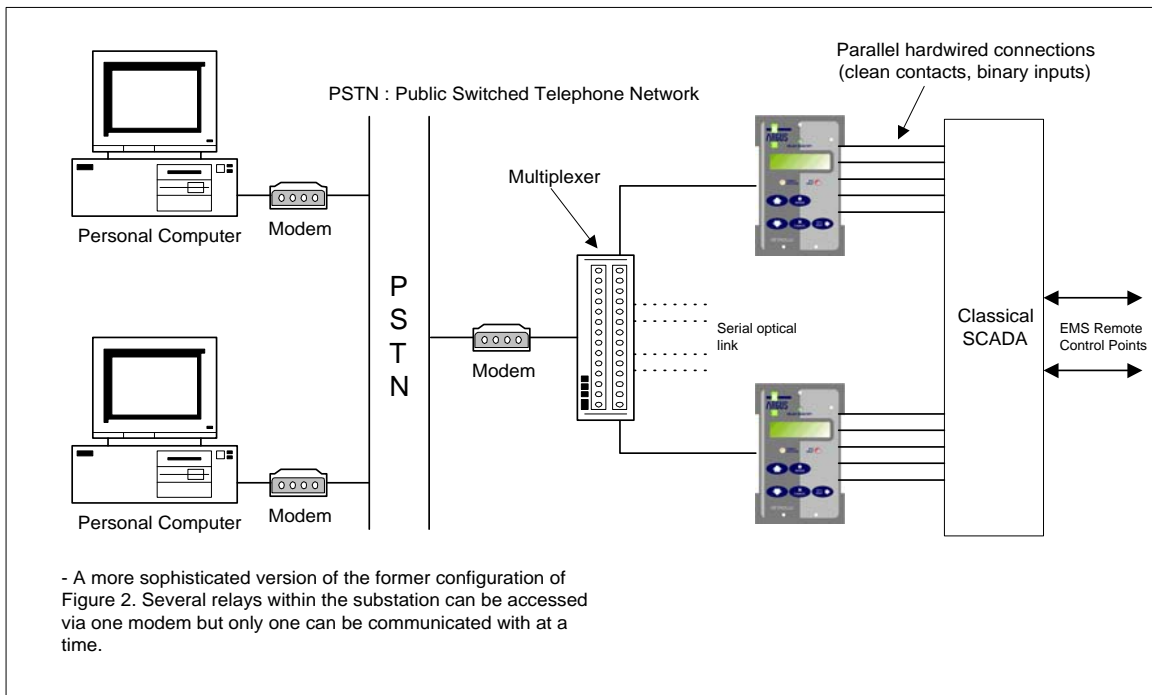 Parallel hardwired connections
(clean contacts, binary inputs)
PSTN : Public Switched Telephone Network
Multiplexer
ARGUS
Personal Computer
Modem
P
S
T
N
Modem
Serial optical
link
Classical
SCADA
EMS Remote
Control Points
ARGUS
Personal Computer
Modem
- A more sophisticated version of the former configuration of
Figure 2. Several relays within the substation can be accessed
via one modem but only one can be communicated with at a
time.